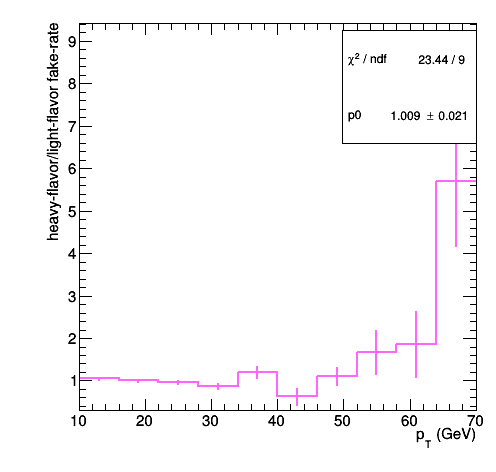 heavy-flavor/light-flavor fake-rate
9
8
7
6
5
4
3
2
1
χ² / ndf 23.44 / 9
p0 1.009 ± 0.021
10 20 30 40 50 60 70
p_T (GeV)